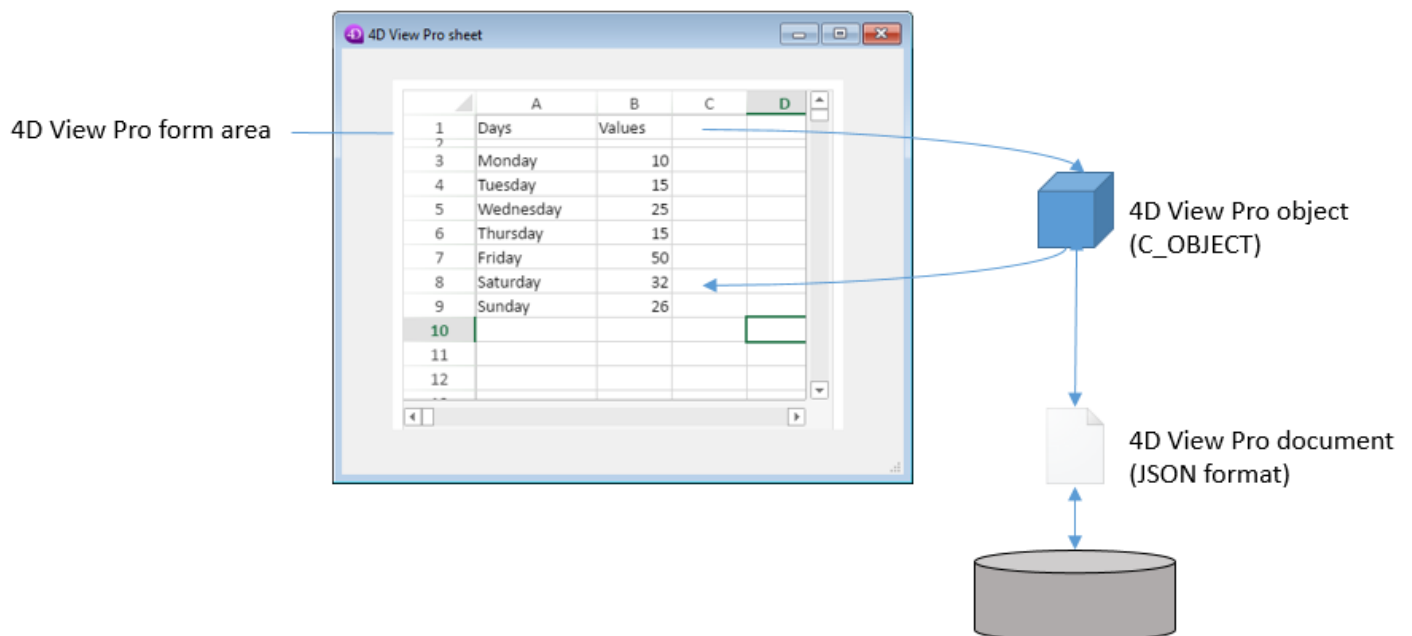 4D View Pro sheet
A B C D
4D View Pro form area
1 Days Values
2
3 Monday 10
4 Tuesday 15
5 Wednesday 25
6 Thursday 15
7 Friday 50
8 Saturday 32
9 Sunday 26
10
11
12
4D View Pro object
(C_OBJECT)
4D View Pro document
(JSON format)